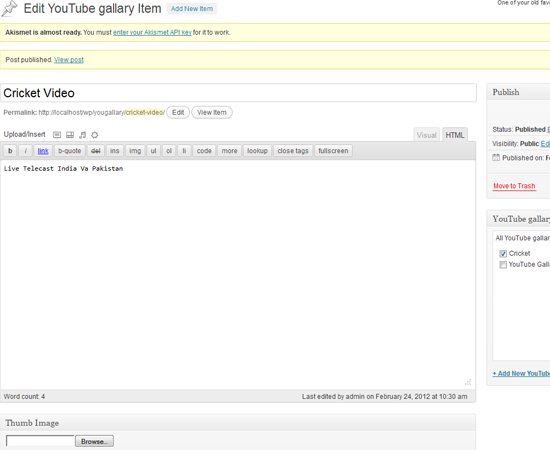 One of your old favo
Edit YouTube gallary Item Add New Item
Akismet is almost ready. You must enter your Akismet API key for it to work.
Post published. View post
Cricket Video
Permalink: http://localhost/wp/yougallary/cricket-video/ Edit View Item
Upload/Insert Visual HTML
b i link b-quote del ins img ul ol li code more lookup close tags fullscreen
Live Telecast India Va Pakistan
Word count: 4 Last edited by admin on February 24, 2012 at 10:30 am
Thumb Image
Browse..
Publish
Status: Published E
Visibility: Public Edi
Published on: Fe
Move to Trash
YouTube gallary
All YouTube gallar
Cricket
YouTube Galla
+ Add New YouTube